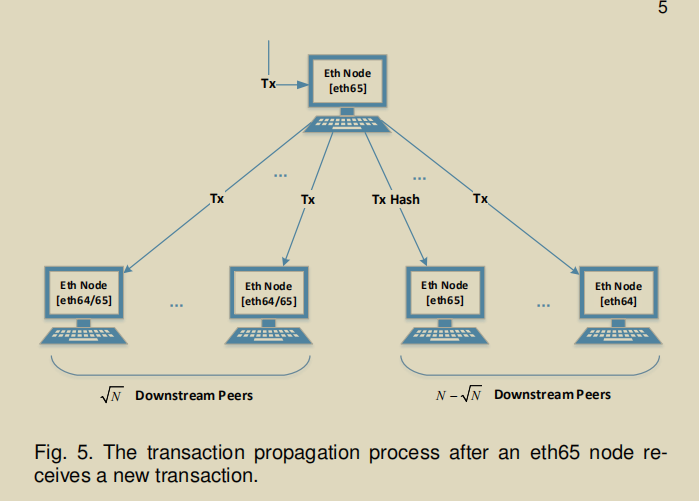 5
Tx
Eth Node
[eth65]
...
...
Tx
Tx
Tx Hash
Tx
Eth Node
[eth64/65]
...
Eth Node
[eth64/65]
Eth Node
[eth65]
...
Eth Node
[eth64]
√N Downstream Peers
N − √N Downstream Peers
Fig. 5. The transaction propagation process after an eth65 node re-
ceives a new transaction.